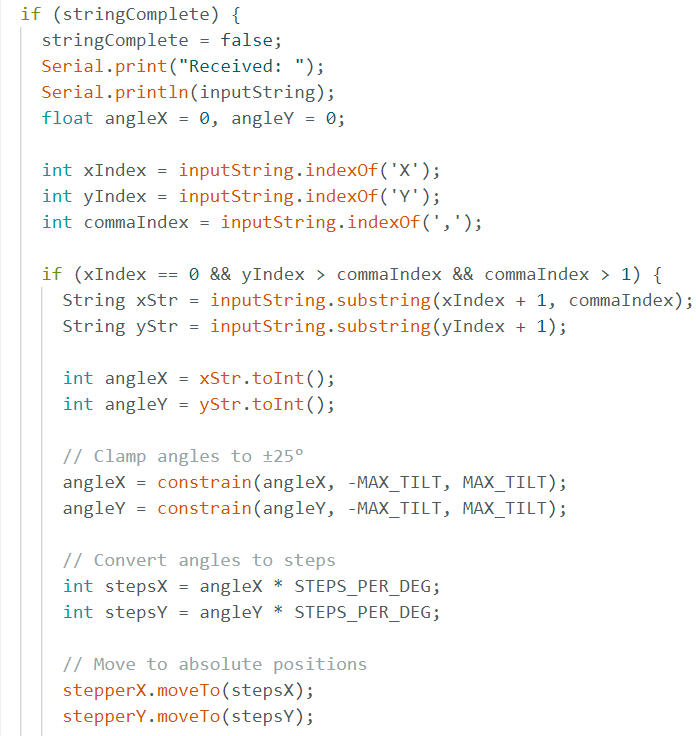 if (stringComplete) {
stringComplete = false;
Serial.print("Received: ");
Serial.println(inputString);
float angleX = 0, angleY = 0;
int xIndex = inputString.indexOf('X');
int yIndex = inputString.indexOf('Y');
int commaIndex = inputString.indexOf(',');
if (xIndex == 0 && yIndex > commaIndex && commaIndex > 1) {
String xStr = inputString.substring(xIndex + 1, commaIndex);
String yStr = inputString.substring(yIndex + 1);
int angleX = xStr.toInt();
int angleY = yStr.toInt();
// Clamp angles to ±25°
angleX = constrain(angleX, -MAX_TILT, MAX_TILT);
angleY = constrain(angleY, -MAX_TILT, MAX_TILT);
// Convert angles to steps
int stepsX = angleX * STEPS_PER_DEG;
int stepsY = angleY * STEPS_PER_DEG;
// Move to absolute positions
stepperX.moveTo(stepsX);
stepperY.moveTo(stepsY);